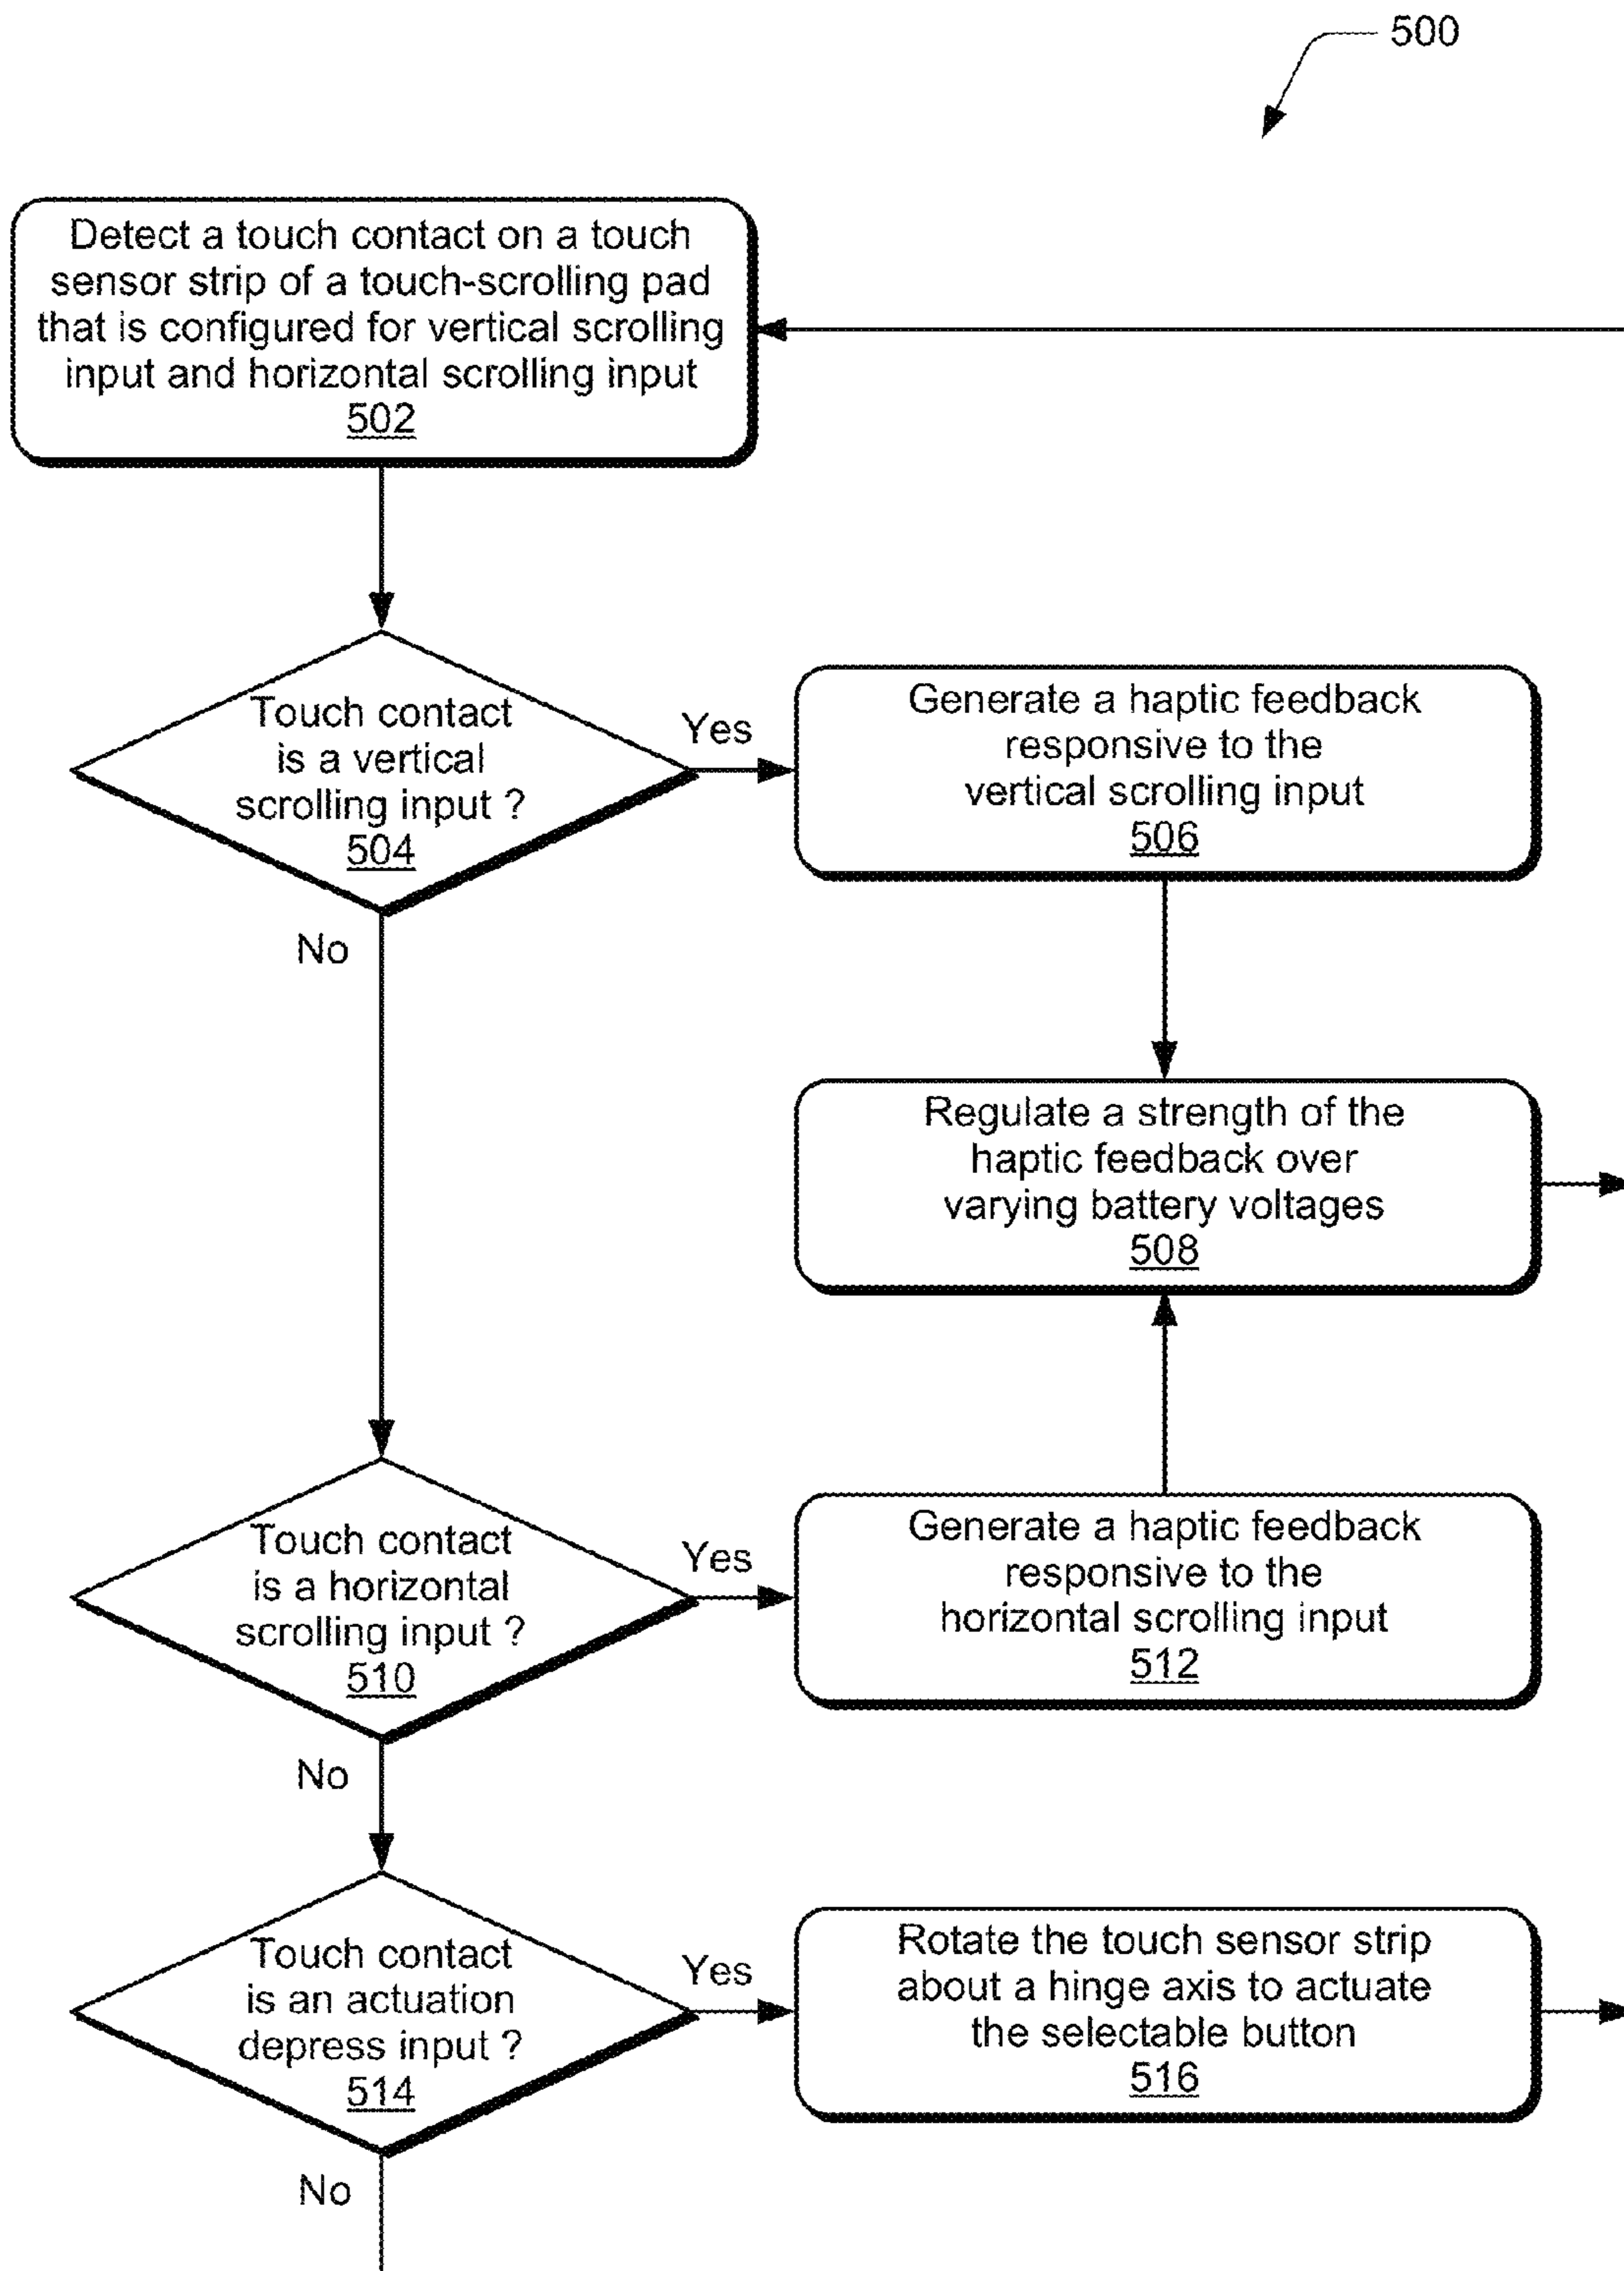 500
Detect a touch contact on a touch
sensor strip of a touch-scrolling pad
that is configured for vertical scrolling
input and horizontal scrolling input
502
Touch contact
is a vertical
scrolling input ?
504
Yes
Generate a haptic feedback
responsive to the
vertical scrolling input
506
No
Regulate a strength of the
haptic feedback over
varying battery voltages
508
Touch contact
is a horizontal
scrolling input ?
510
Yes
Generate a haptic feedback
responsive to the
horizontal scrolling input
512
No
Touch contact
is an actuation
depress input ?
514
Yes
Rotate the touch sensor strip
about a hinge axis to actuate
the selectable button
516
No